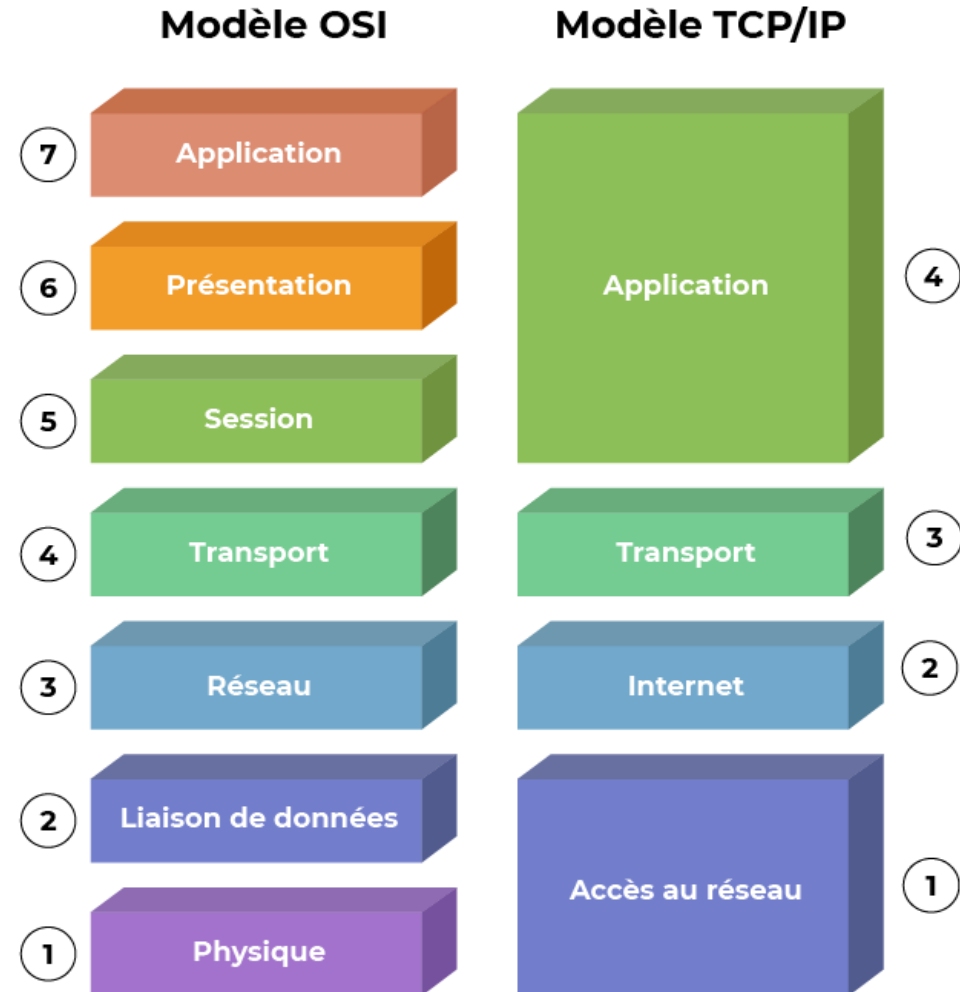 Modèle OSI
Modèle TCP/IP
7
Application
6
Présentation
Application
4
5
Session
4
Transport
Transport
3
3
Réseau
Internet
2
2
Liaison de données
Accès au réseau
1
1
Physique